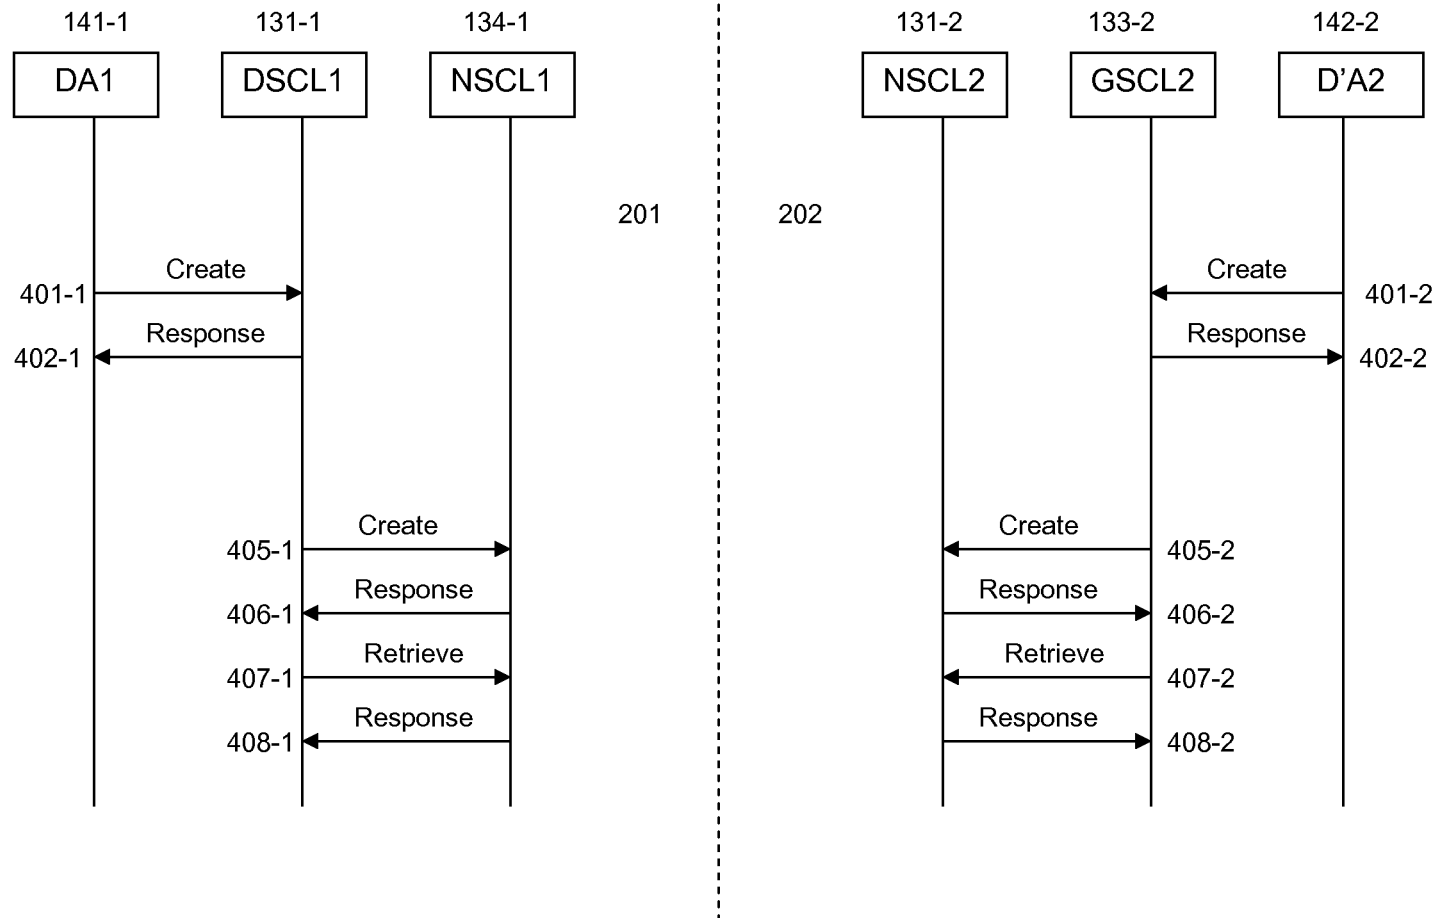 141-1 131-1 134-1 131-2 133-2 142-2
DA1 DSCL1 NSCL1 NSCL2 GSCL2 D'A2
201 202
Create Create
401-1 401-2
Response Response
402-1 402-2
Create Create
405-1 405-2
Response Response
406-1 406-2
Retrieve Retrieve
407-1 407-2
Response Response
408-1 408-2